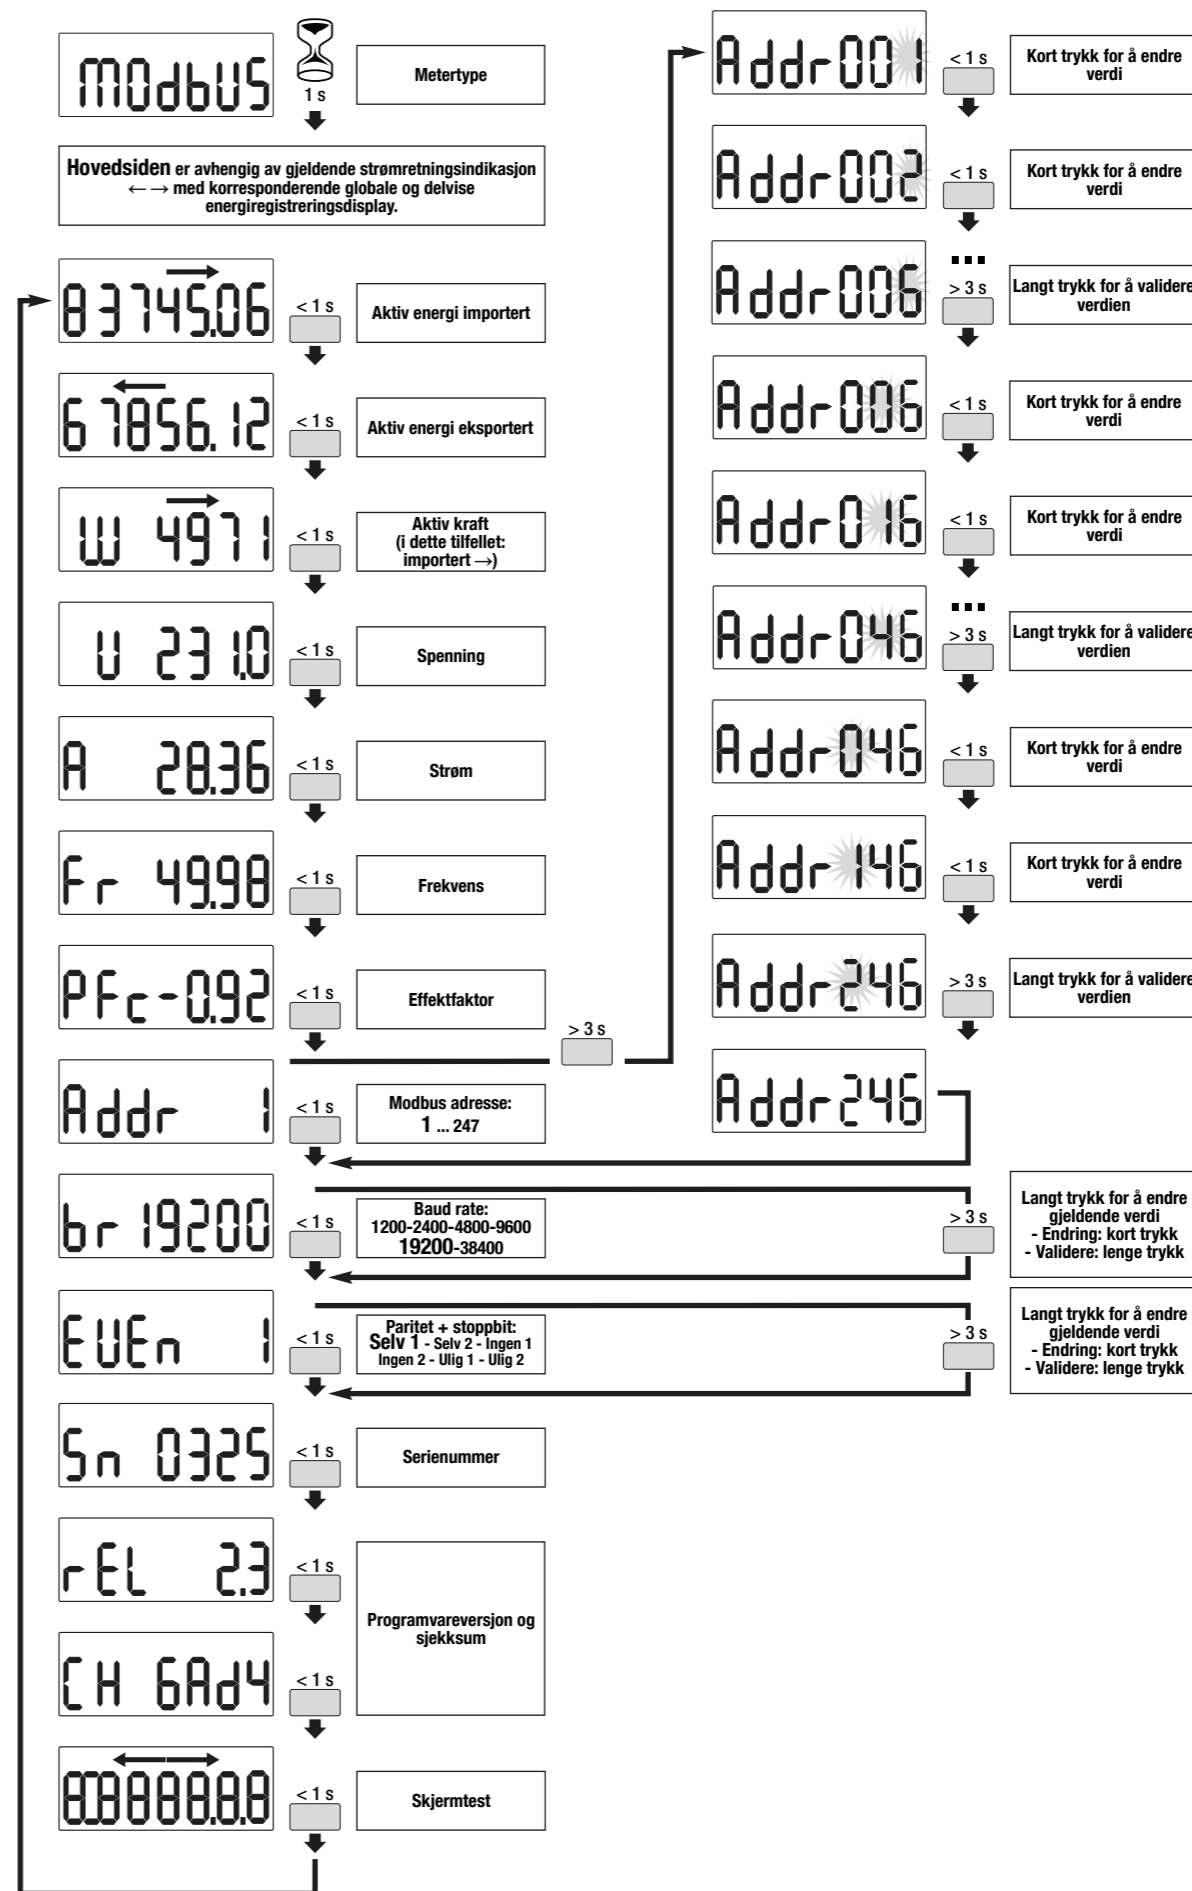 M0dbUS
1 s
Metertype
Hovedsiden er avhengig av gjeldende strømretningsindikasjon
←→ med korresponderende globale og delvise
energiregistreringsdisplay.
83745.06
< 1 s
Aktiv energi importert
67856.12
< 1 s
Aktiv energi eksportert
W 4971
< 1 s
Aktiv kraft
(i dette tilfellet:
importert →)
U 231.0
< 1 s
Spenning
A 28.36
< 1 s
Strøm
Fr 49.98
< 1 s
Frekvens
PFc-0.92
< 1 s
Effektfaktor
> 3 s
Addr 1
< 1 s
Modbus adresse:
1 ... 247
br 19200
< 1 s
Baud rate:
1200-2400-4800-9600
19200-38400
EUEn 1
< 1 s
Paritet + stoppbit:
Selv 1 - Selv 2 - Ingen 1
Ingen 2 - Ulig 1 - Ulig 2
Sn 0325
< 1 s
Serienummer
rEL 2.3
< 1 s
CH 6Ad4
< 1 s
Programvareversjon og
sjekksum
888888.8.8
< 1 s
Skjermtest
Addr001
< 1 s
Kort trykk for å endre
verdi
Addr002
< 1 s
Kort trykk for å endre
verdi
Addr006
...
> 3 s
Langt trykk for å validere
verdien
Addr006
< 1 s
Kort trykk for å endre
verdi
Addr016
< 1 s
Kort trykk for å endre
verdi
Addr046
...
> 3 s
Langt trykk for å validere
verdien
Addr046
< 1 s
Kort trykk for å endre
verdi
Addr146
< 1 s
Kort trykk for å endre
verdi
Addr246
> 3 s
Langt trykk for å validere
verdien
Addr246
> 3 s
Langt trykk for å endre
gjeldende verdi
- Endring: kort trykk
- Validere: lenge trykk
> 3 s
Langt trykk for å endre
gjeldende verdi
- Endring: kort trykk
- Validere: lenge trykk